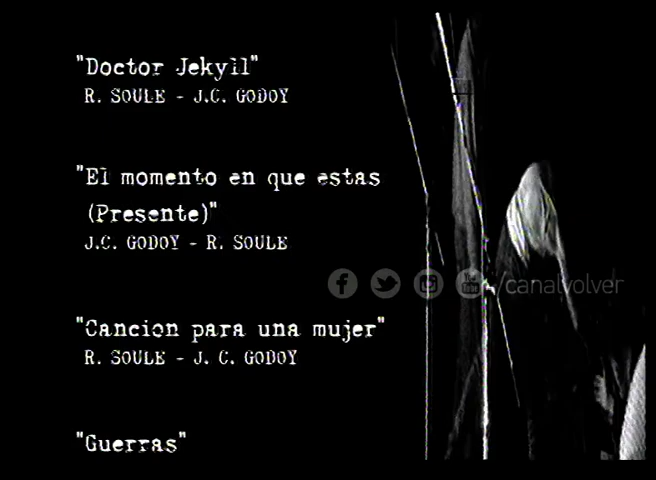 "Doctor Jekyll"
R. SOULE - J.C. GODOY
"El momento en que estas
(Presente)"
J.C. GODOY - R. SOULE
/canalvolver
"Cancion para una mujer"
R. SOULE - J. C. GODOY
"Guerras"